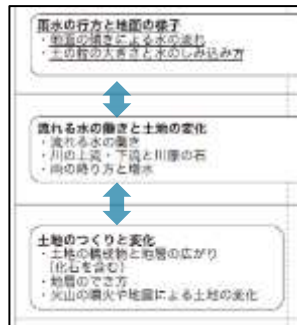 雨水の行方と地面の様子
・地面の傾きによる水の流れ
・土の粒の大きさと水のしみ込み方
流れる水の働きと土地の変化
・流れる水の働き
・川の上流・下流と川原の石
・雨の降り方と増水
土地のつくりと変化
・土地の構成物と地層の広がり
(化石を含む)
・地層のでき方
・火山の噴火や地震による土地の変化